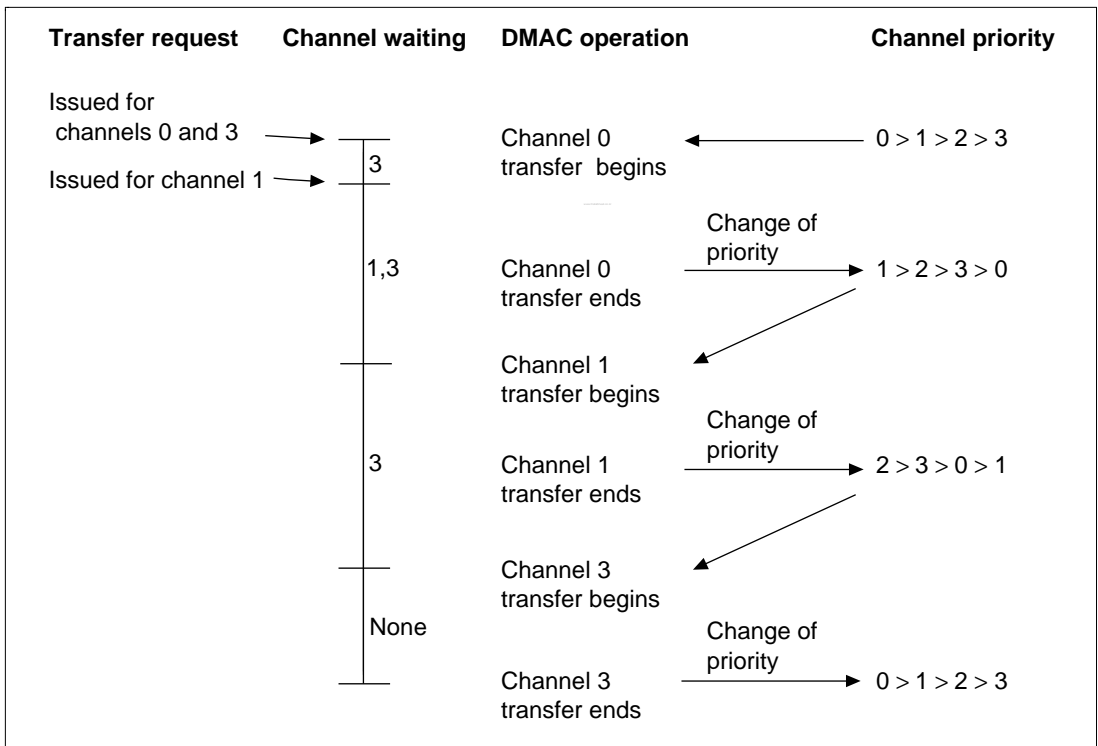 Transfer request Channel waiting DMAC operation Channel priority
Issued for
channels 0 and 3
Channel 0
transfer begins
0 > 1 > 2 > 3
3
Issued for channel 1
Change of
priority
1,3
Channel 0
transfer ends
1 > 2 > 3 > 0
Channel 1
transfer begins
Change of
priority
3
Channel 1
transfer ends
2 > 3 > 0 > 1
Channel 3
transfer begins
None
Change of
priority
Channel 3
transfer ends
0 > 1 > 2 > 3